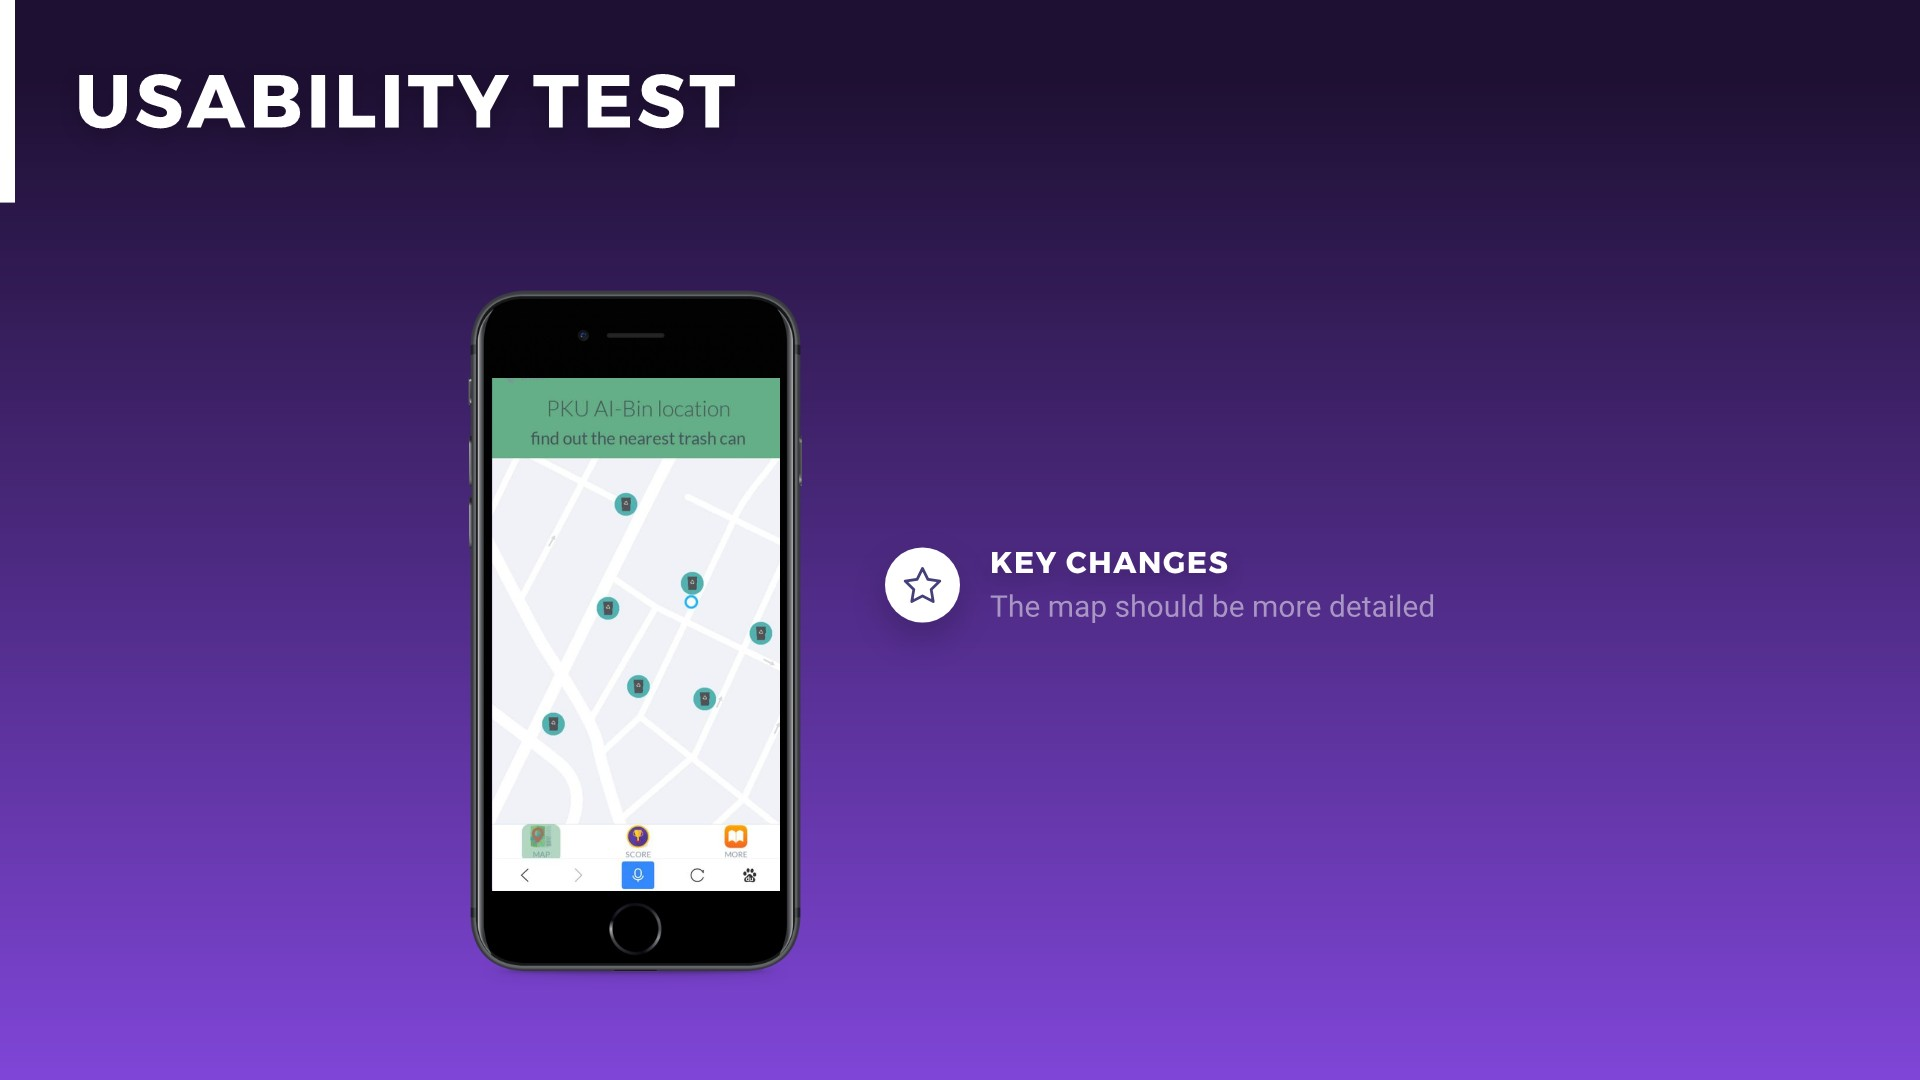 USABILITY TEST
PKU AI-Bin location
find out the nearest trash can
MAP
SCORE
MORE
KEY CHANGES
The map should be more detailed